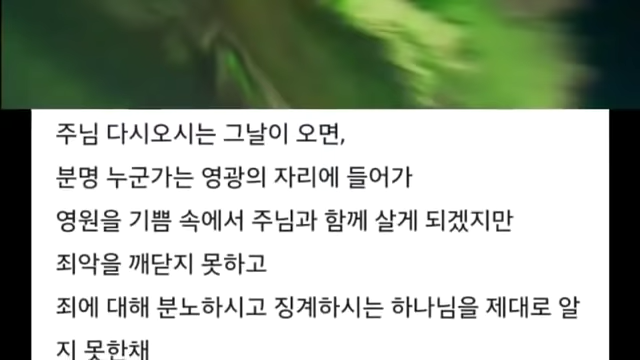 주님 다시오시는 그날이 오면,
분명 누군가는 영광의 자리에 들어가
영원을 기쁨 속에서 주님과 함께 살게 되겠지만
죄악을 깨닫지 못하고
죄에 대해 분노하시고 징계하시는 하나님을 제대로 알
지 못한채